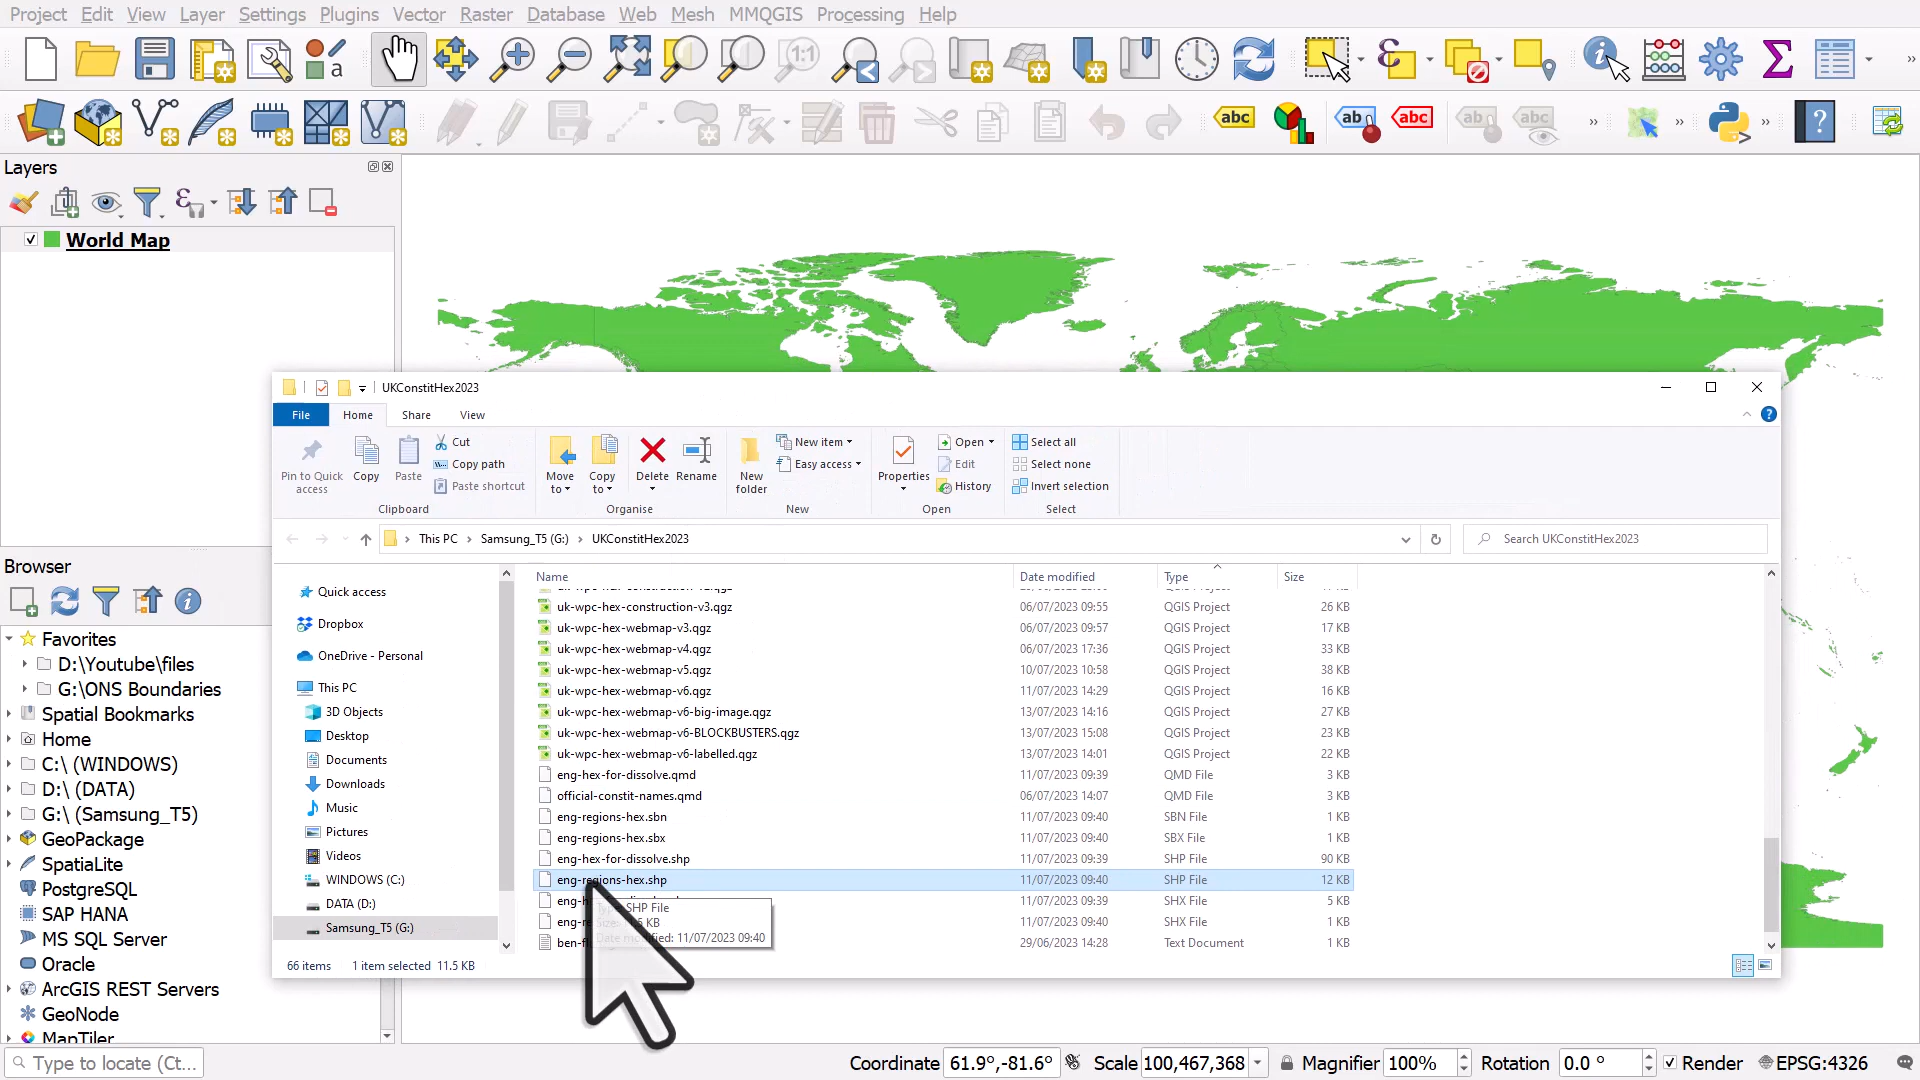 Project Edit View Layer Settings Plugins Vector Raster Database Web Mesh MMQGIS Processing Help
Layers
World Map
UKConstitHex2023
File Home Share View
Cut
Copy path
Paste shortcut
Pin to Quick access
Copy
Paste
Clipboard
Move to
Copy to
Delete
Rename
Organise
New item
Easy access
New folder
New
Properties
Open
Edit
History
Open
Select all
Select none
Invert selection
Select
This PC > Samsung_T5 (G:) > UKConstitHex2023
Search UKConstitHex2023
Name Date modified Type Size
uk-wpc-hex-construction-v3.qgz 06/07/2023 09:55 QGIS Project 26 KB
uk-wpc-hex-webmap-v3.qgz 06/07/2023 09:57 QGIS Project 17 KB
uk-wpc-hex-webmap-v4.qgz 06/07/2023 17:36 QGIS Project 33 KB
uk-wpc-hex-webmap-v5.qgz 10/07/2023 10:58 QGIS Project 38 KB
uk-wpc-hex-webmap-v6.qgz 11/07/2023 14:29 QGIS Project 16 KB
uk-wpc-hex-webmap-v6-big-image.qgz 13/07/2023 14:16 QGIS Project 27 KB
uk-wpc-hex-webmap-v6-BLOCKBUSTERS.qgz 13/07/2023 15:08 QGIS Project 23 KB
uk-wpc-hex-webmap-v6-labelled.qgz 13/07/2023 14:01 QGIS Project 22 KB
eng-hex-for-dissolve.qmd 11/07/2023 09:39 QMD File 3 KB
official-constit-names.qmd 06/07/2023 14:07 QMD File 3 KB
eng-regions-hex.sbn 11/07/2023 09:40 SBN File 1 KB
eng-regions-hex.sbx 11/07/2023 09:40 SBX File 1 KB
eng-hex-for-dissolve.shp 11/07/2023 09:39 SHP File 90 KB
eng-regions-hex.shp 11/07/2023 09:40 SHP File 12 KB
11/07/2023 09:39 SHX File 5 KB
11/07/2023 09:40 SHX File 1 KB
29/06/2023 14:28 Text Document 1 KB
SHP File
KB
modified: 11/07/2023 09:40
Quick access
Dropbox
OneDrive - Personal
This PC
3D Objects
Desktop
Documents
Downloads
Music
Pictures
Videos
WINDOWS (C:)
DATA (D:)
Samsung_T5 (G:)
66 items 1 item selected 11.5 KB
Browser
Favorites
D:\Youtube\files
G:\ONS Boundaries
Spatial Bookmarks
Home
C:\ (WINDOWS)
D:\ (DATA)
G:\ (Samsung_T5)
GeoPackage
SpatiaLite
PostgreSQL
SAP HANA
MS SQL Server
Oracle
ArcGIS REST Servers
GeoNode
MapTiler
Type to locate (Ct... Coordinate 61.9°,-81.6° Scale 100,467,368 Magnifier 100% Rotation 0.0 ° Render EPSG:4326